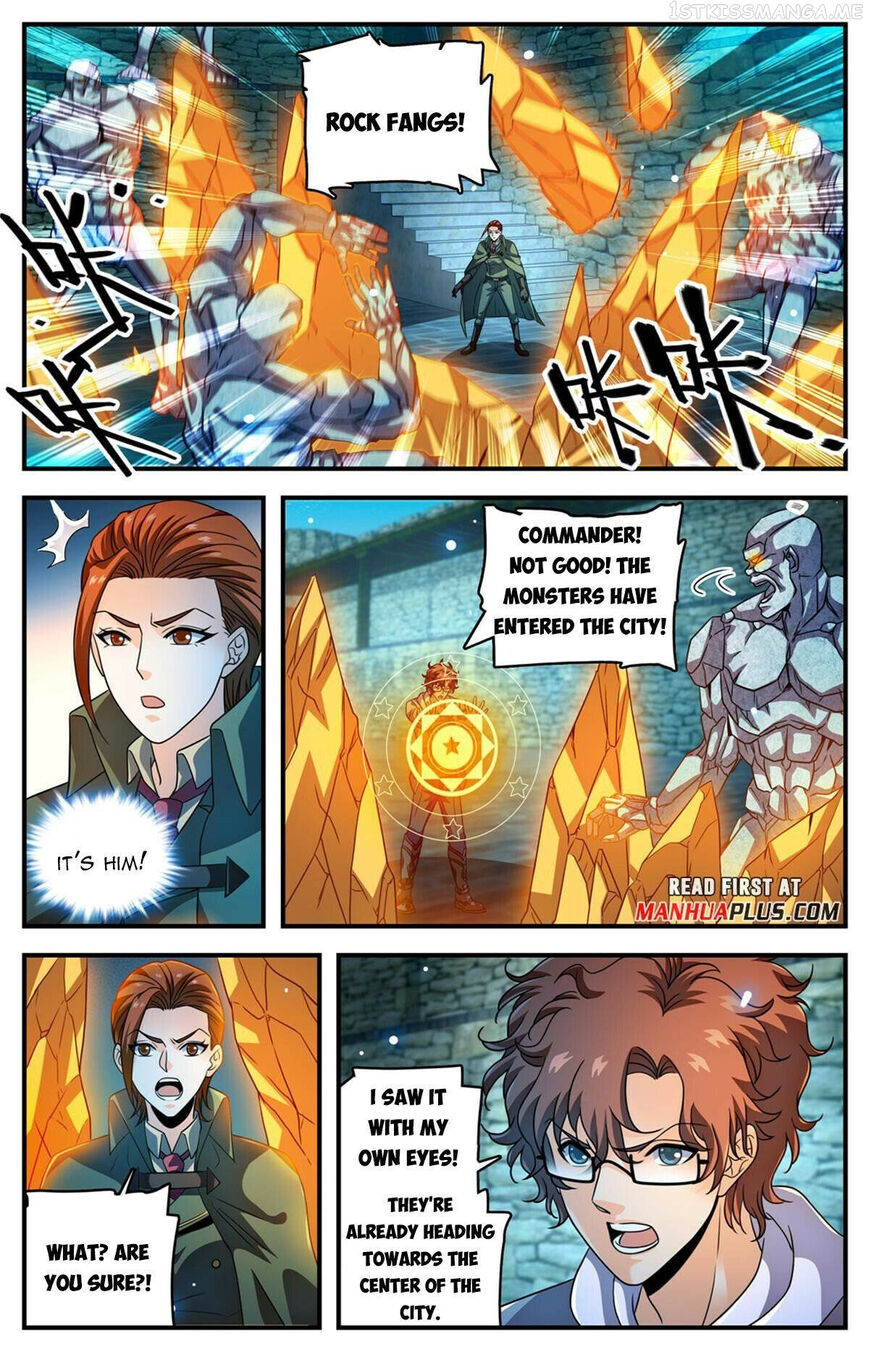 1STKISSMANGA.ME
ROCK FANGS!
咔
咔
咔
咔
COMMANDER!
NOT GOOD! THE
MONSTERS HAVE
ENTERED THE CITY!
IT'S HIM!
READ FIRST AT
MANHUAPLUS.COM
WHAT? ARE
YOU SURE?!
I SAW IT
WITH MY
OWN EYES!
THEY'RE
ALREADY HEADING
TOWARDS THE
CENTER OF THE
CITY.